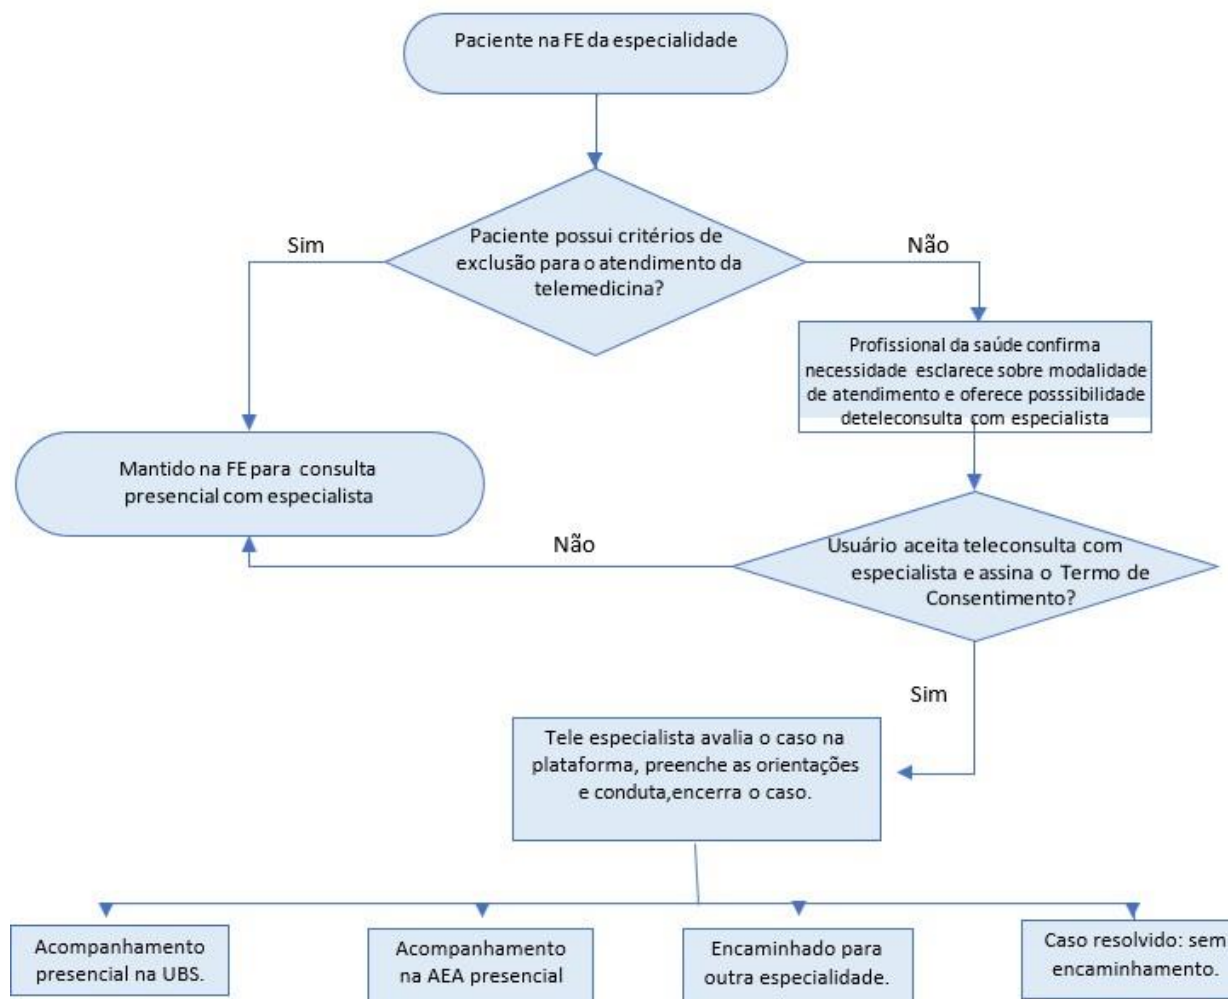 Paciente na FE da especialidade
Sim
Paciente possui critérios de
exclusão para o atendimento da
telemedicina?
Não
Profissional da saúde confirma
necessidade esclarece sobre modalidade
de atendimento e oferece posssibilidade
deteleconsulta com especialista
Mantido na FE para consulta
presencial com especialista
Não
Usuário aceita teleconsulta com
especialista e assina o Termo de
Consentimento?
Sim
Tele especialista avalia o caso na
plataforma, preenche as orientações
e conduta,encerra o caso.
Acompanhamento
presencial na UBS.
Acompanhamento
na AEA presencial
Encaminhado para
outra especialidade.
Caso resolvido: sem
encaminhamento.